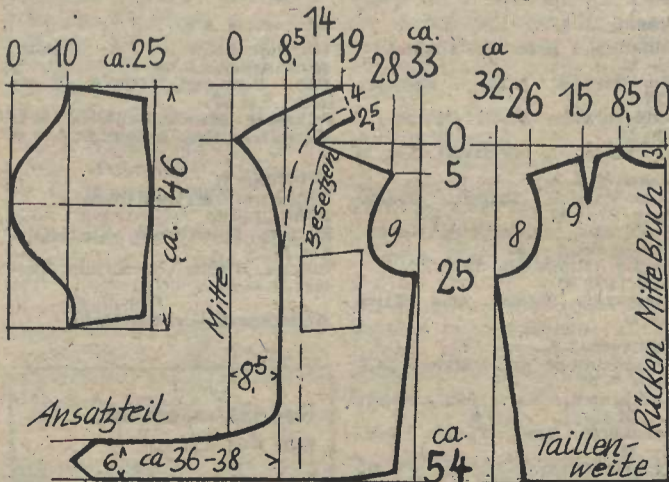 0 10 ca. 25
ca. 46
0 8,5 14 19 28 ca. 33
4
2,5
Besetzen
9
Mitte
8,5
Ansatzteil
6 ca 36-38
0
5
25
ca. 54
ca 32 26 15 8,5 0
3
9
8
Rücken Mitte Bruch
Taillen-
weite